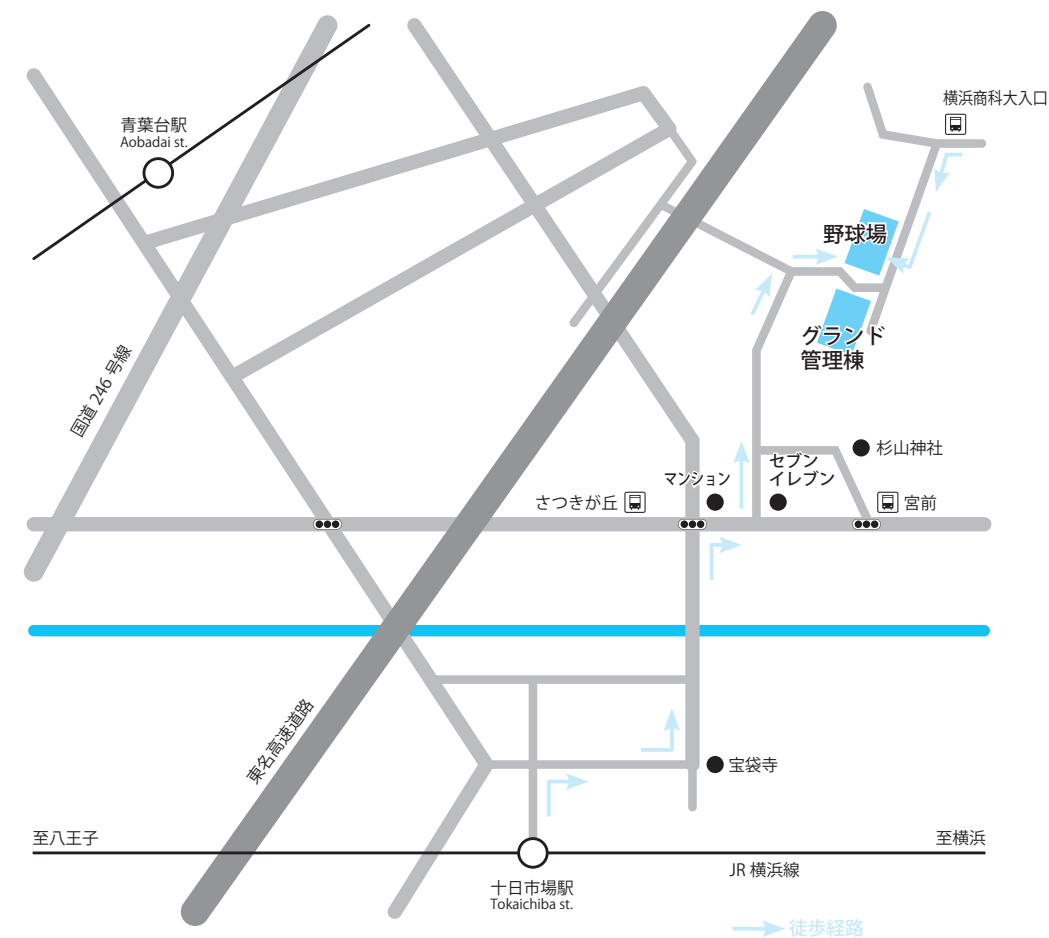 横浜商科大入口
青葉台駅
Aobadai st.
野球場
グランド
管理棟
国道 246 号線
杉山神社
セブン
イレブン
マンション
さつきが丘
宮前
東名高速道路
宝袋寺
至八王子
至横浜
JR 横浜線
十日市場駅
Tokaichiba st.
徒歩経路